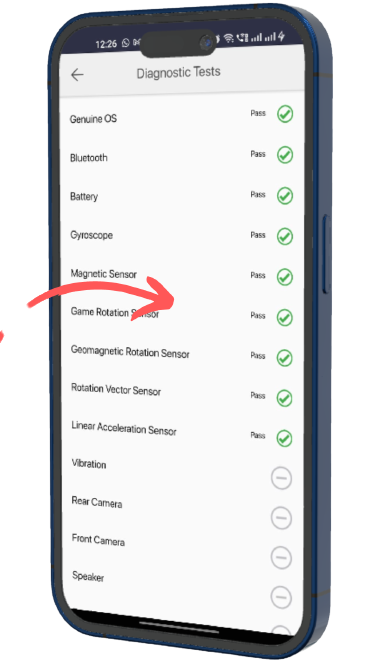 12:26
Diagnostic Tests
Genuine OS Pass
Bluetooth Pass
Battery Pass
Gyroscope Pass
Magnetic Sensor Pass
Game Rotation Sensor Pass
Geomagnetic Rotation Sensor Pass
Rotation Vector Sensor Pass
Linear Acceleration Sensor Pass
Vibration
Rear Camera
Front Camera
Speaker